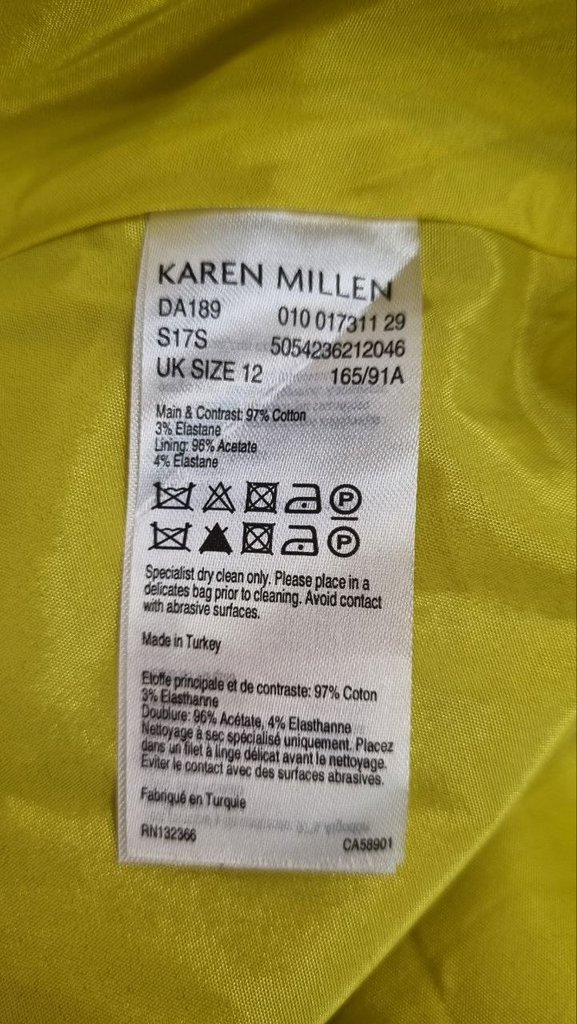 KAREN MILLEN
DA189 010 017311 29
S17S 5054236212046
UK SIZE 12 165/91A
Main & Contrast: 97% Cotton
3% Elastane
Lining: 96% Acetate
4% Elastane
P
P
Specialist dry clean only. Please place in a
delicates bag prior to cleaning. Avoid contact
with abrasive surfaces.
Made in Turkey
Etoffe principale et de contraste: 97% Coton
3% Elasthanne
Doublure: 96% Acétate, 4% Elasthanne
Nettoyage à sec spécialisé uniquement. Placez
dans un filet à linge délicat avant le nettoyage.
Eviter le contact avec des surfaces abrasives.
Fabriqué en Turquie
RN132366 CA58901